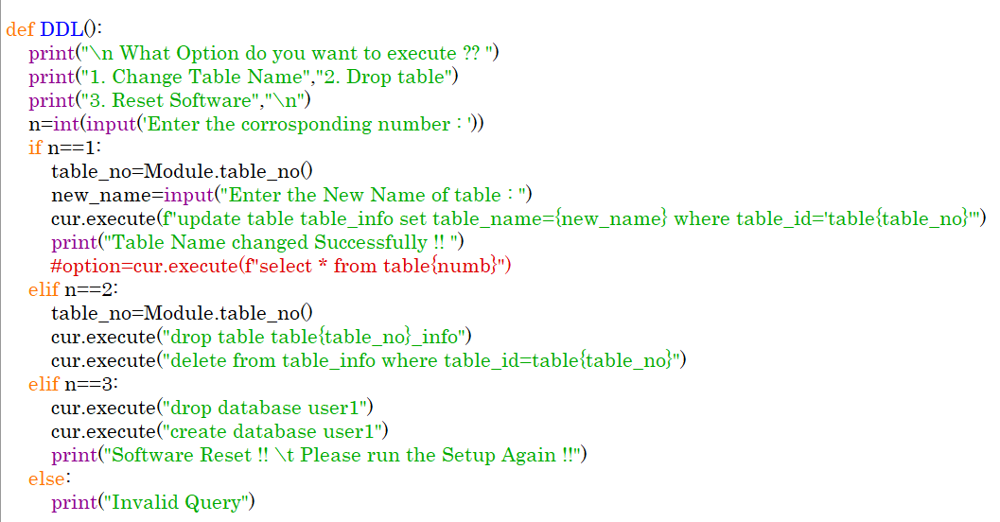 def DDL():
    print("\n What Option do you want to execute ?? ")
    print("1. Change Table Name","2. Drop table")
    print("3. Reset Software","\n")
    n=int(input('Enter the corrosponding number : '))
    if n==1:
        table_no=Module.table_no()
        new_name=input("Enter the New Name of table : ")
        cur.execute(f"update table table_info set table_name={new_name} where table_id='table{table_no}'")
        print("Table Name changed Successfully !! ")
        #option=cur.execute(f"select * from table{numb}")
    elif n==2:
        table_no=Module.table_no()
        cur.execute("drop table table{table_no}_info")
        cur.execute("delete from table_info where table_id=table{table_no}")
    elif n==3:
        cur.execute("drop database user1")
        cur.execute("create database user1")
        print("Software Reset !! \t Please run the Setup Again !!")
    else:
        print("Invalid Query")